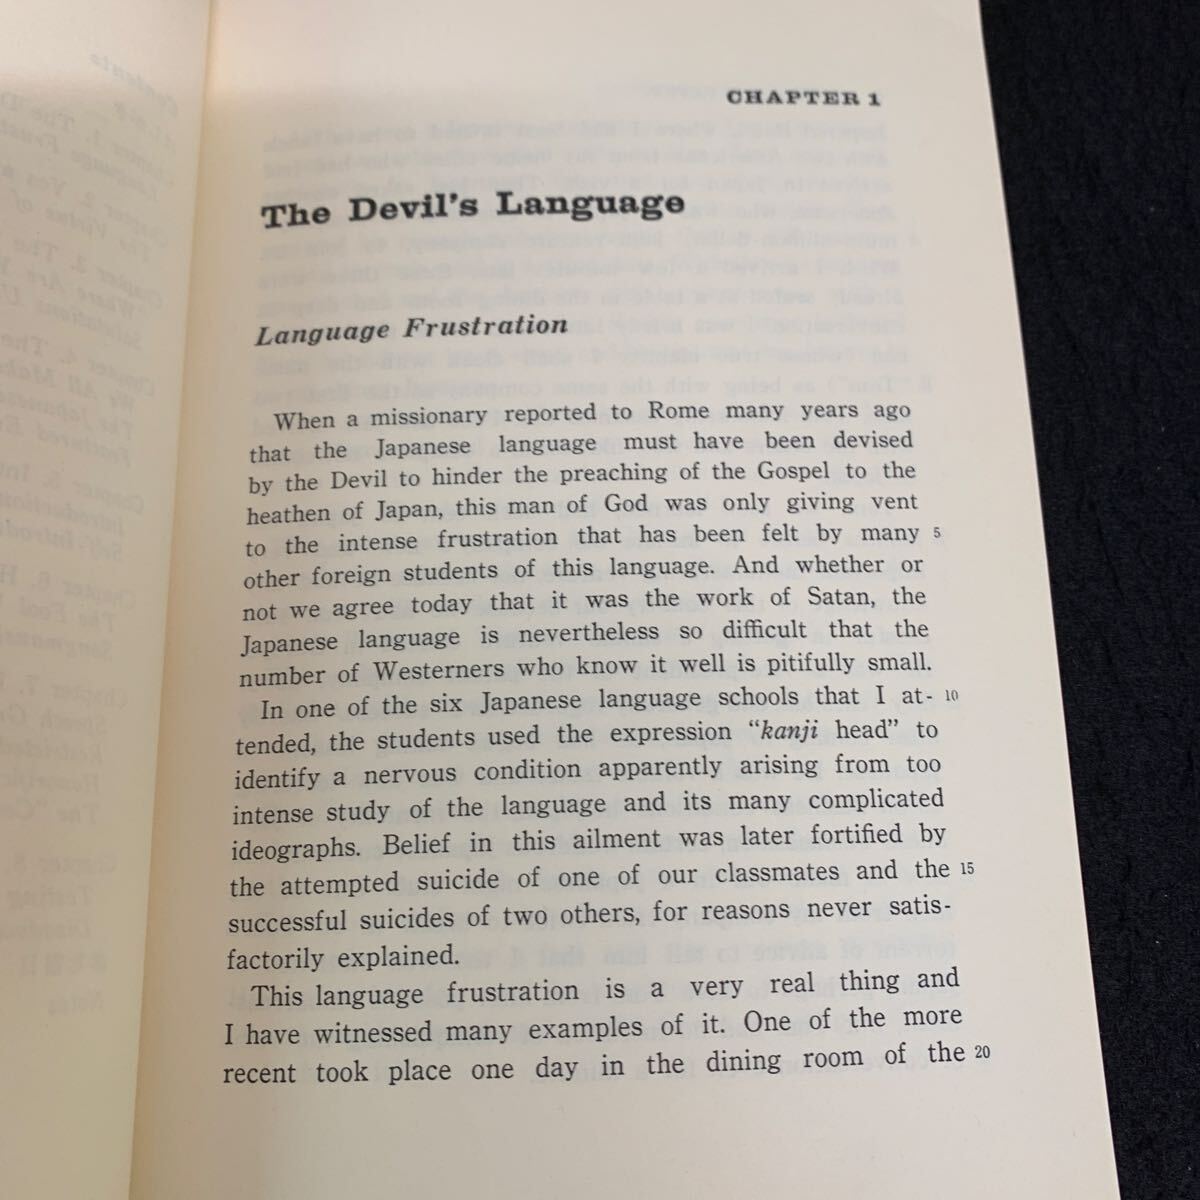 CHAPTER 1
The Devil's Language
Language Frustration
When a missionary reported to Rome many years ago
that the Japanese language must have been devised
by the Devil to hinder the preaching of the Gospel to the
heathen of Japan, this man of God was only giving vent
to the intense frustration that has been felt by many 5
other foreign students of this language. And whether or
not we agree today that it was the work of Satan, the
Japanese language is nevertheless so difficult that the
number of Westerners who know it well is pitifully small.
In one of the six Japanese language schools that I at- 10
tended, the students used the expression "kanji head" to
identify a nervous condition apparently arising from too
intense study of the language and its many complicated
ideographs. Belief in this ailment was later fortified by
the attempted suicide of one of our classmates and the 15
successful suicides of two others, for reasons never satis-
factorily explained.
This language frustration is a very real thing and
I have witnessed many examples of it. One of the more
recent took place one day in the dining room of the 20